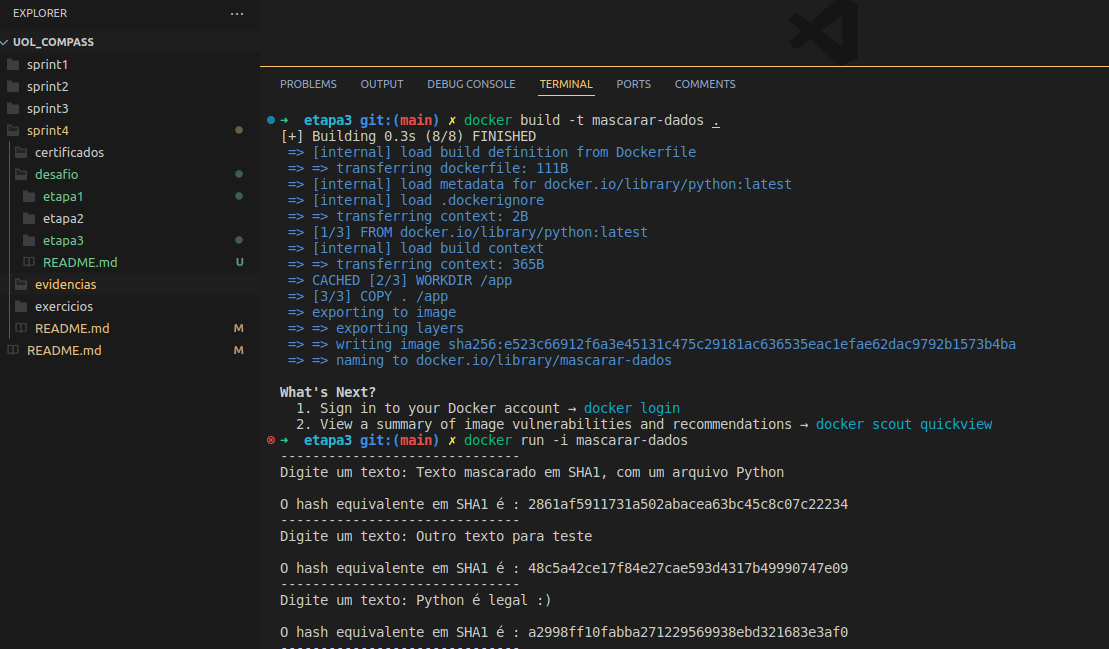 EXPLORER
UOL_COMPASS
sprint1
sprint2
sprint3
sprint4
certificados
desafio
etapa1
etapa2
etapa3
README.md U
evidencias
exercicios
README.md M
README.md M
PROBLEMS OUTPUT DEBUG CONSOLE TERMINAL PORTS COMMENTS
➜ etapa3 git:(main) ✗ docker build -t mascarar-dados .
[+] Building 0.3s (8/8) FINISHED
=> [internal] load build definition from Dockerfile
=> => transferring dockerfile: 111B
=> [internal] load metadata for docker.io/library/python:latest
=> [internal] load .dockerignore
=> => transferring context: 2B
=> [1/3] FROM docker.io/library/python:latest
=> [internal] load build context
=> => transferring context: 365B
=> CACHED [2/3] WORKDIR /app
=> [3/3] COPY . /app
=> exporting to image
=> => exporting layers
=> => writing image sha256:e523c66912f6a3e45131c475c29181ac636535eac1efae62dac9792b1573b4ba
=> => naming to docker.io/library/mascarar-dados
What's Next?
1. Sign in to your Docker account → docker login
2. View a summary of image vulnerabilities and recommendations → docker scout quickview
➜ etapa3 git:(main) ✗ docker run -i mascarar-dados
------------------------------
Digite um texto: Texto mascarado em SHA1, com um arquivo Python
O hash equivalente em SHA1 é : 2861af5911731a502abacea63bc45c8c07c22234
------------------------------
Digite um texto: Outro texto para teste
O hash equivalente em SHA1 é : 48c5a42ce17f84e27cae593d4317b49990747e09
------------------------------
Digite um texto: Python é legal :)
O hash equivalente em SHA1 é : a2998ff10fabba271229569938ebd321683e3af0
------------------------------